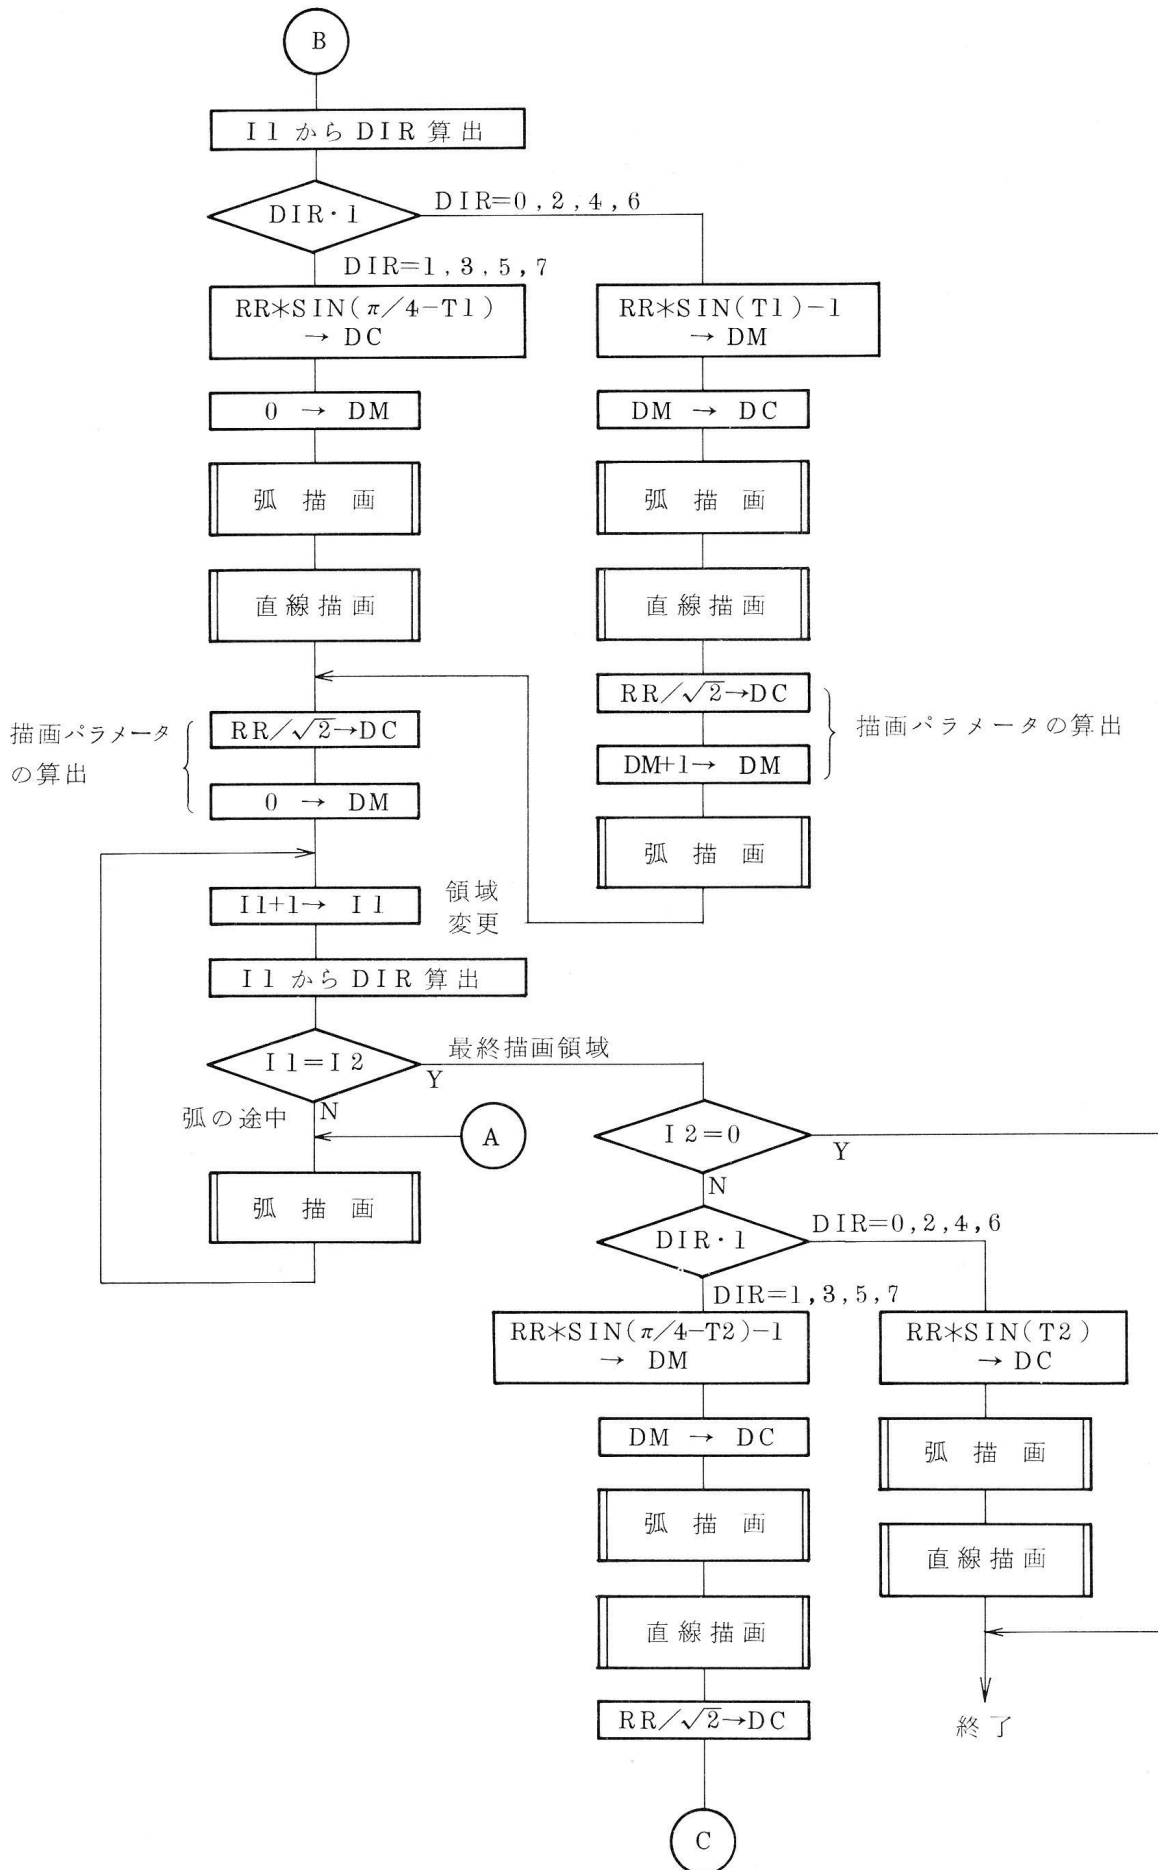 B
I1 から DIR 算出
DIR・1
DIR=0,2,4,6
DIR=1,3,5,7
RR*SIN(π/4-T1)
→ DC
0 → DM
弧 描 画
直線描画
RR*SIN(T1)-1
→ DM
DM → DC
弧 描 画
直線描画
RR/√2→DC
DM+1→ DM
描画パラメータの算出
弧 描 画
描画パラメータ
の算出
RR/√2→DC
0 → DM
領域
変更
I1+1→ I1
I1 から DIR 算出
I1=I2
最終描画領域
Y
弧の途中
N
A
弧 描 画
I2=0
Y
N
DIR・1
DIR=0,2,4,6
DIR=1,3,5,7
RR*SIN(π/4-T2)-1
→ DM
DM → DC
弧 描 画
直線描画
RR/√2→DC
C
RR*SIN(T2)
→ DC
弧 描 画
直線描画
終了